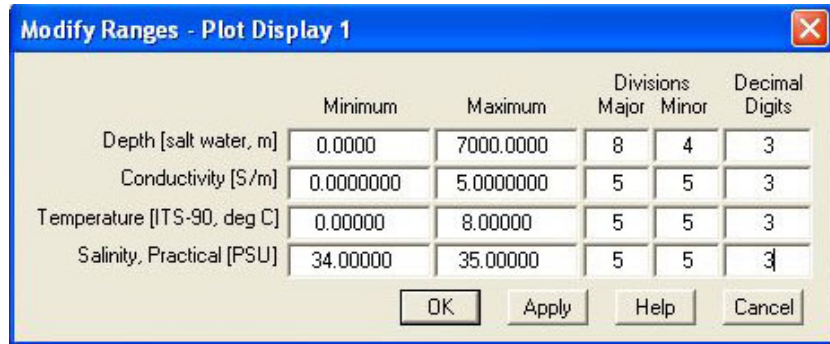 Modify Ranges - Plot Display 1
Divisions Decimal
Minimum Maximum Major Minor Digits
Depth [salt water, m] 0.0000 7000.0000 8 4 3
Conductivity [S/m] 0.0000000 5.0000000 5 5 3
Temperature [ITS-90, deg C] 0.00000 8.00000 5 5 3
Salinity, Practical [PSU] 34.00000 35.00000 5 5 3
OK Apply Help Cancel